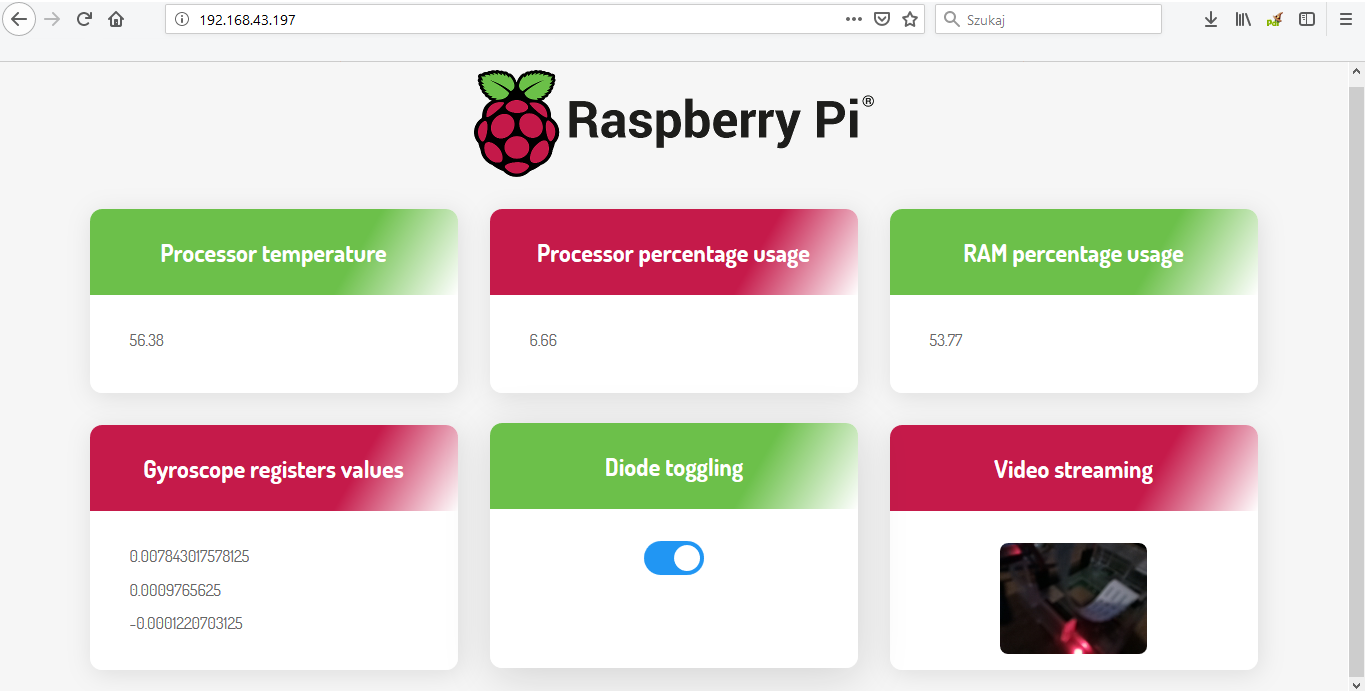 192.168.43.197
Szukaj
Raspberry Pi®
Processor temperature
Processor percentage usage
RAM percentage usage
56.38
6.66
53.77
Gyroscope registers values
Diode toggling
Video streaming
0.007843017578125
0.0009765625
-0.0001220703125